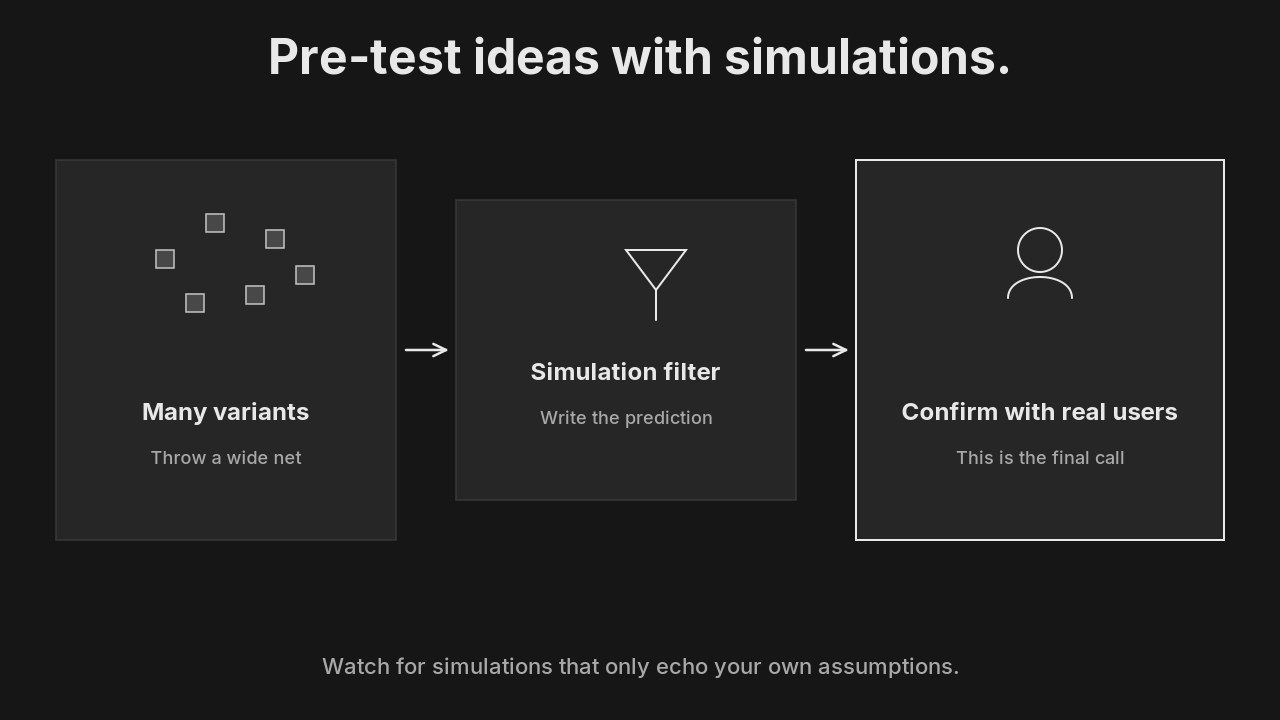 Pre-test ideas with simulations.
Many variants
Throw a wide net
Simulation filter
Write the prediction
Confirm with real users
This is the final call
Watch for simulations that only echo your own assumptions.